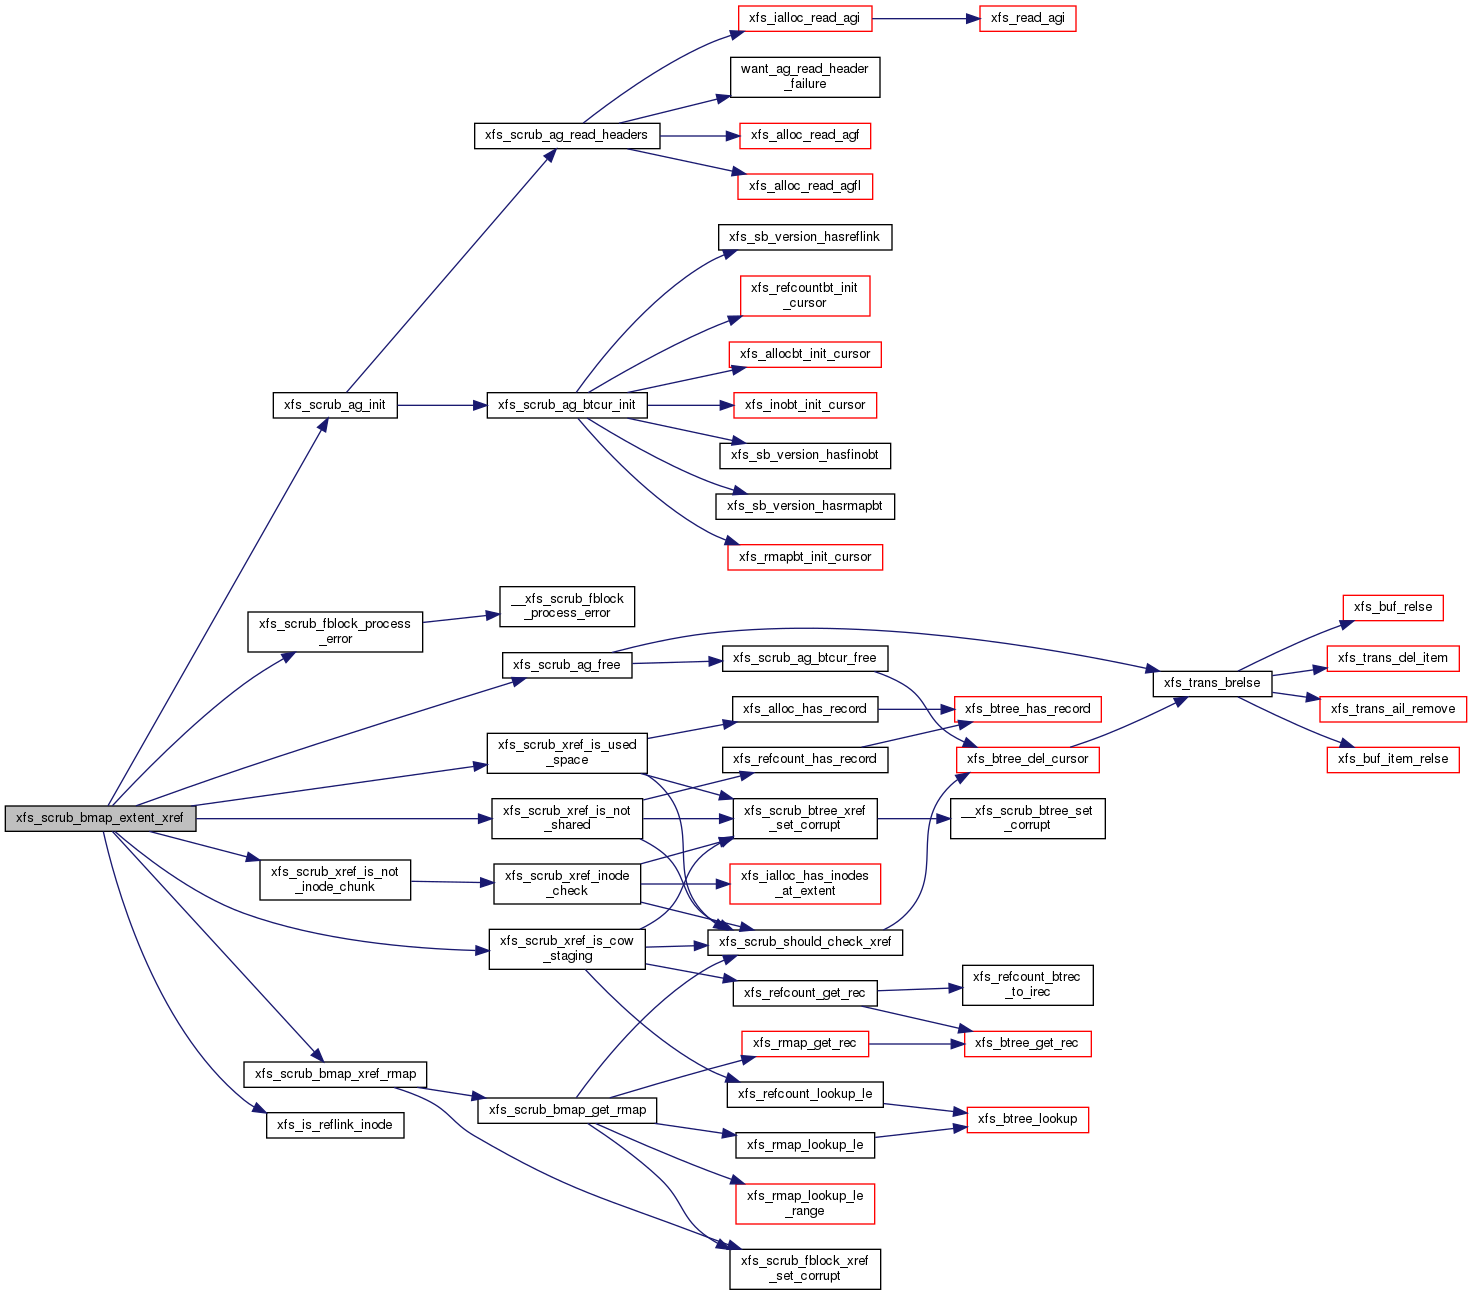 xfs_ialloc_read_agi
xfs_read_agi
want_ag_read_header
_failure
xfs_scrub_ag_read_headers
xfs_alloc_read_agf
xfs_alloc_read_agfl
xfs_sb_version_hasreflink
xfs_refcountbt_init
_cursor
xfs_allocbt_init_cursor
xfs_scrub_ag_init
xfs_scrub_ag_btcur_init
xfs_inobt_init_cursor
xfs_sb_version_hasfinobt
xfs_sb_version_hasrmapbt
xfs_rmapbt_init_cursor
xfs_scrub_fblock_process
_error
__xfs_scrub_fblock
_process_error
xfs_buf_relse
xfs_scrub_ag_free
xfs_scrub_ag_btcur_free
xfs_trans_del_item
xfs_trans_brelse
xfs_alloc_has_record
xfs_btree_has_record
xfs_trans_ail_remove
xfs_scrub_xref_is_used
_space
xfs_refcount_has_record
xfs_btree_del_cursor
xfs_buf_item_relse
xfs_scrub_bmap_extent_xref
xfs_scrub_xref_is_not
_shared
xfs_scrub_btree_xref
_set_corrupt
__xfs_scrub_btree_set
_corrupt
xfs_scrub_xref_is_not
_inode_chunk
xfs_scrub_xref_inode
_check
xfs_ialloc_has_inodes
_at_extent
xfs_scrub_xref_is_cow
_staging
xfs_scrub_should_check_xref
xfs_refcount_get_rec
xfs_refcount_btrec
_to_irec
xfs_rmap_get_rec
xfs_btree_get_rec
xfs_scrub_bmap_xref_rmap
xfs_refcount_lookup_le
xfs_scrub_bmap_get_rmap
xfs_btree_lookup
xfs_is_reflink_inode
xfs_rmap_lookup_le
xfs_rmap_lookup_le
_range
xfs_scrub_fblock_xref
_set_corrupt